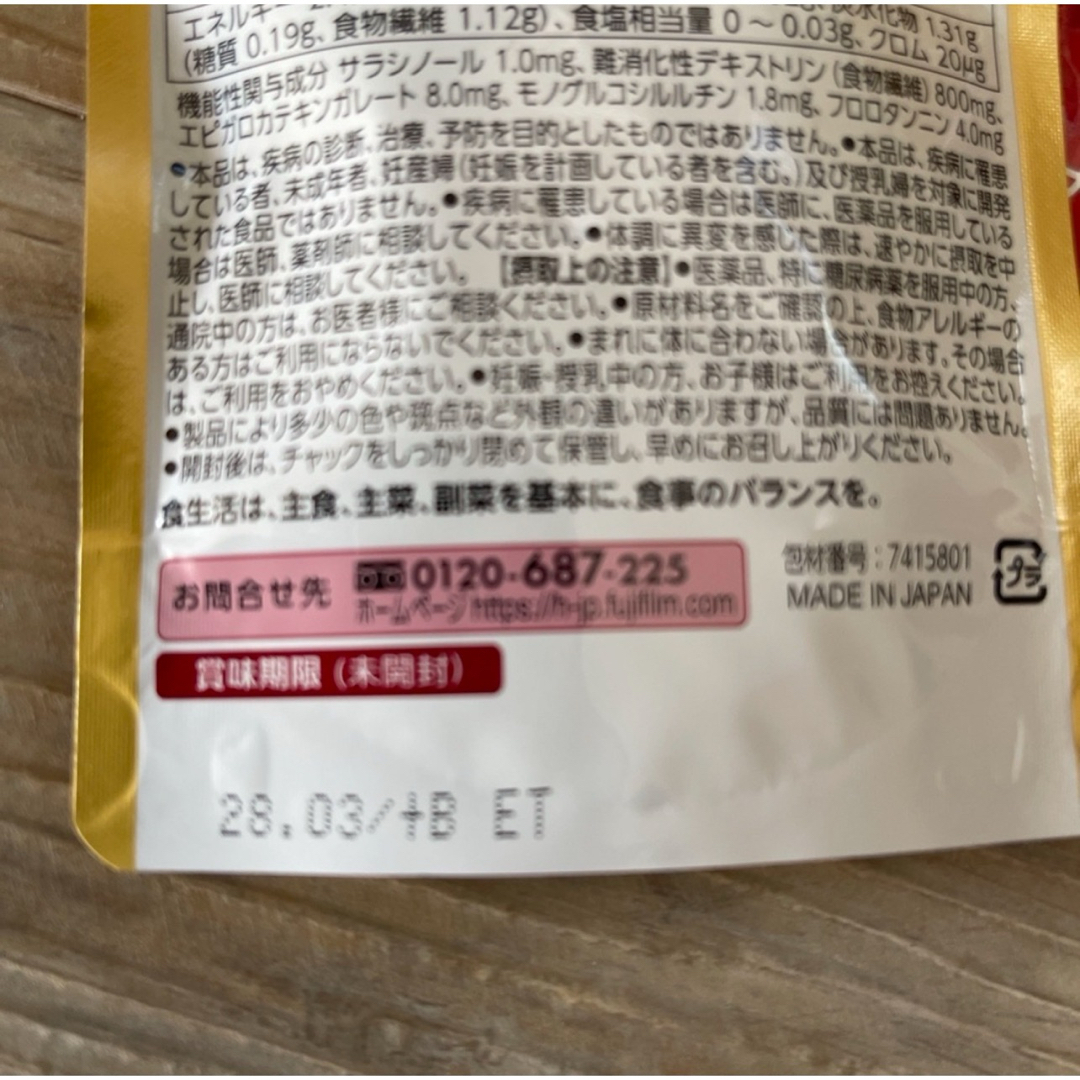 (糖質 0.19g、食物繊維 1.12g)、食塩相当量 0 〜 0.03g、クロム 20μg
機能性関与成分 サラシノール 1.0mg、難消化性デキストリン(食物繊維) 800mg、
エピガロカテキンガレート 8.0mg、モノグルコシルルチン 1.8mg、フロロタンニン 4.0mg
●本品は、疾病の診断、治療、予防を目的としたものではありません。●本品は、疾病に罹患
している者、未成年者、妊産婦(妊娠を計画している者を含む。)及び授乳婦を対象に開発
された食品ではありません。●疾病に罹患している場合は医師に、医薬品を服用している
場合は医師、薬剤師に相談してください。●体調に異変を感じた際は、速やかに摂取を中
止し、医師に相談してください。【摂取上の注意】●医薬品、特に糖尿病薬を服用中の方、
通院中の方は、お医者様にご相談ください。●原材料名をご確認の上、食物アレルギーの
ある方はご利用にならないでください。●まれに体に合わない場合があります。その場合
は、ご利用をおやめください。●妊娠・授乳中の方、お子様はご利用をお控えください。
●製品により多少の色や斑点など外観の違いがありますが、品質には問題ありません。
●開封後は、チャックをしっかり閉めて保管し、早めにお召し上がりください。
食生活は、主食、主菜、副菜を基本に、食事のバランスを。
お問合せ先 0120-687-225
ホームページ https://h-jp.fujifilm.com
包材番号:7415801
MADE IN JAPAN
プラ
賞味期限(未開封)
28.03/+B ET